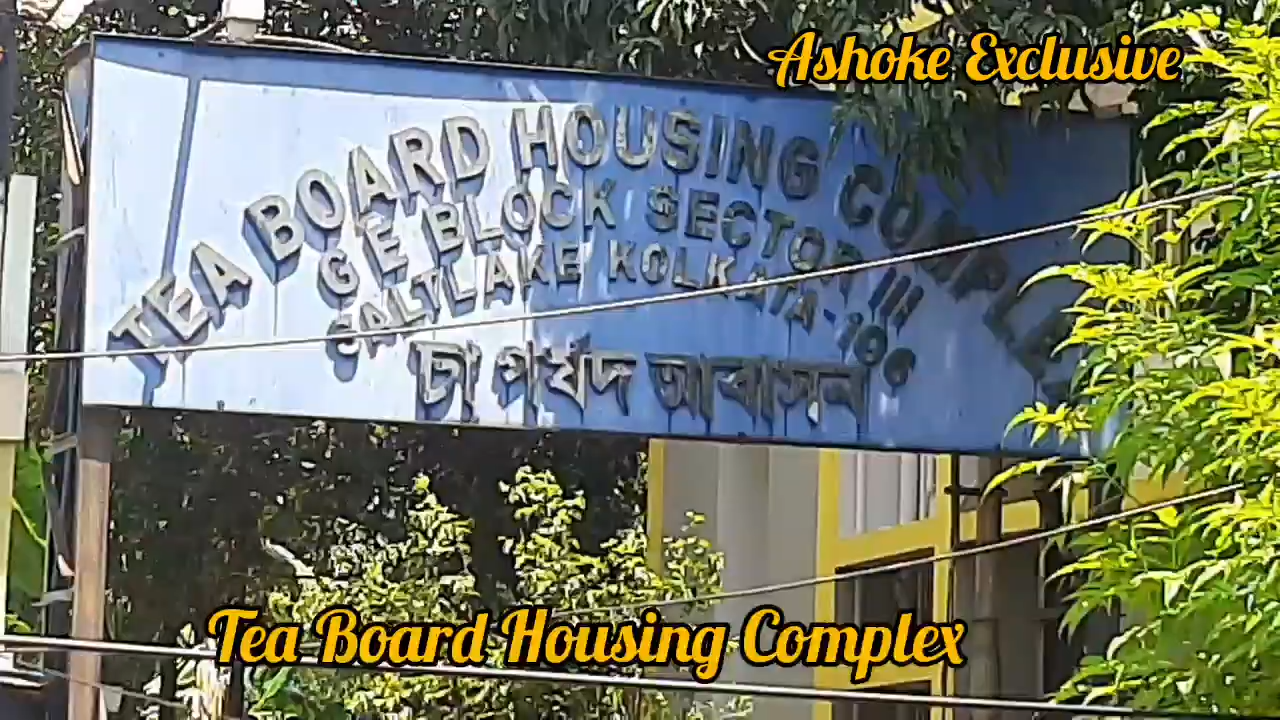 Ashoke Exclusive
TEA BOARD HOUSING COMPLE
GE BLOCK SECTOR III
SALTLAKE KOLKATA-106
চা পর্ষদ আবাসন
Tea Board Housing Complex